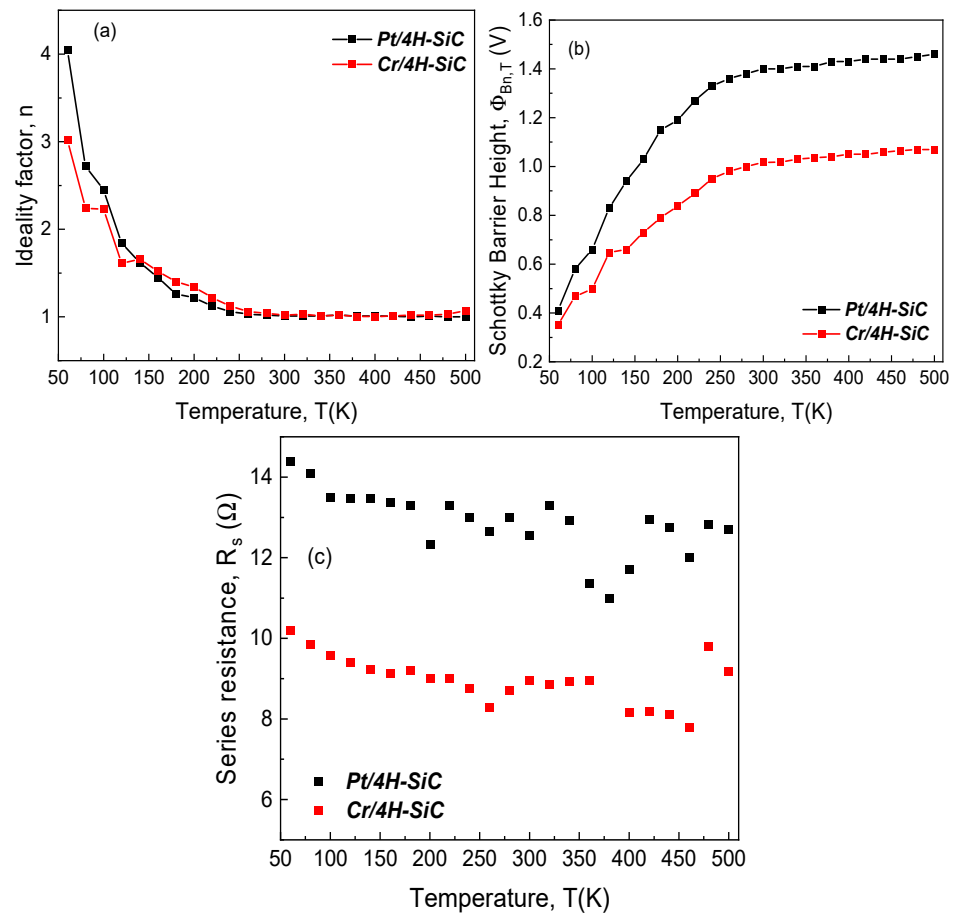 (a)
Pt/4H-SiC
Cr/4H-SiC
4
3
2
1
Ideality factor, n
50 100 150 200 250 300 350 400 450 500
Temperature, T(K)
(b)
1.6
1.4
1.2
1.0
0.8
0.6
0.4
0.2
Schottky Barrier Height, Φ_Bn,T (V)
Pt/4H-SiC
Cr/4H-SiC
50 100 150 200 250 300 350 400 450 500
Temperature, T(K)
(c)
14
12
10
8
6
Series resistance, R_s (Ω)
Pt/4H-SiC
Cr/4H-SiC
50 100 150 200 250 300 350 400 450 500
Temperature, T(K)